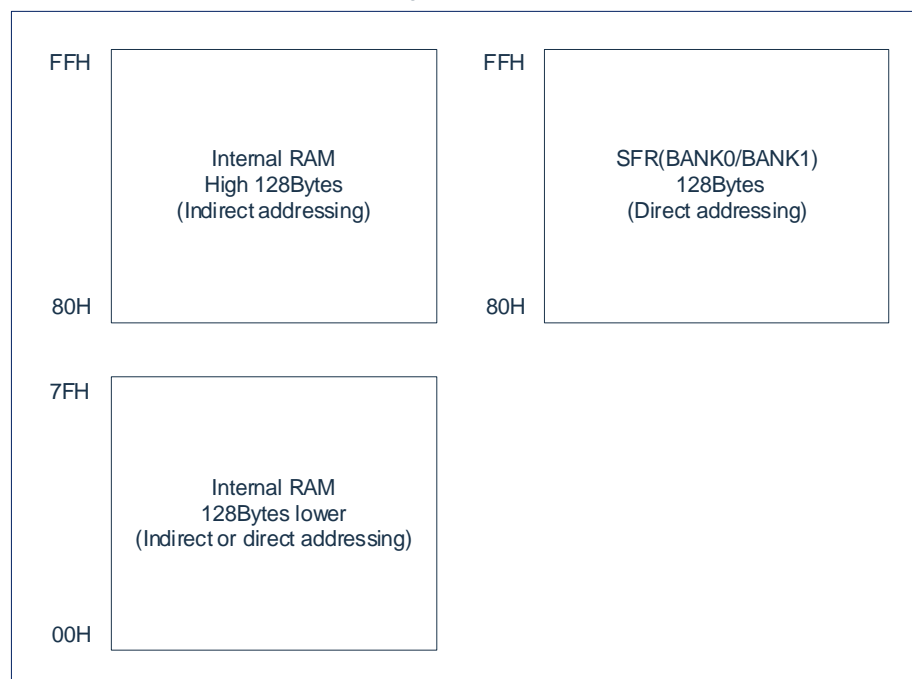 FFH
Internal RAM
High 128Bytes
(Indirect addressing)
80H
FFH
SFR(BANK0/BANK1)
128Bytes
(Direct addressing)
80H
7FH
Internal RAM
128Bytes lower
(Indirect or direct addressing)
00H